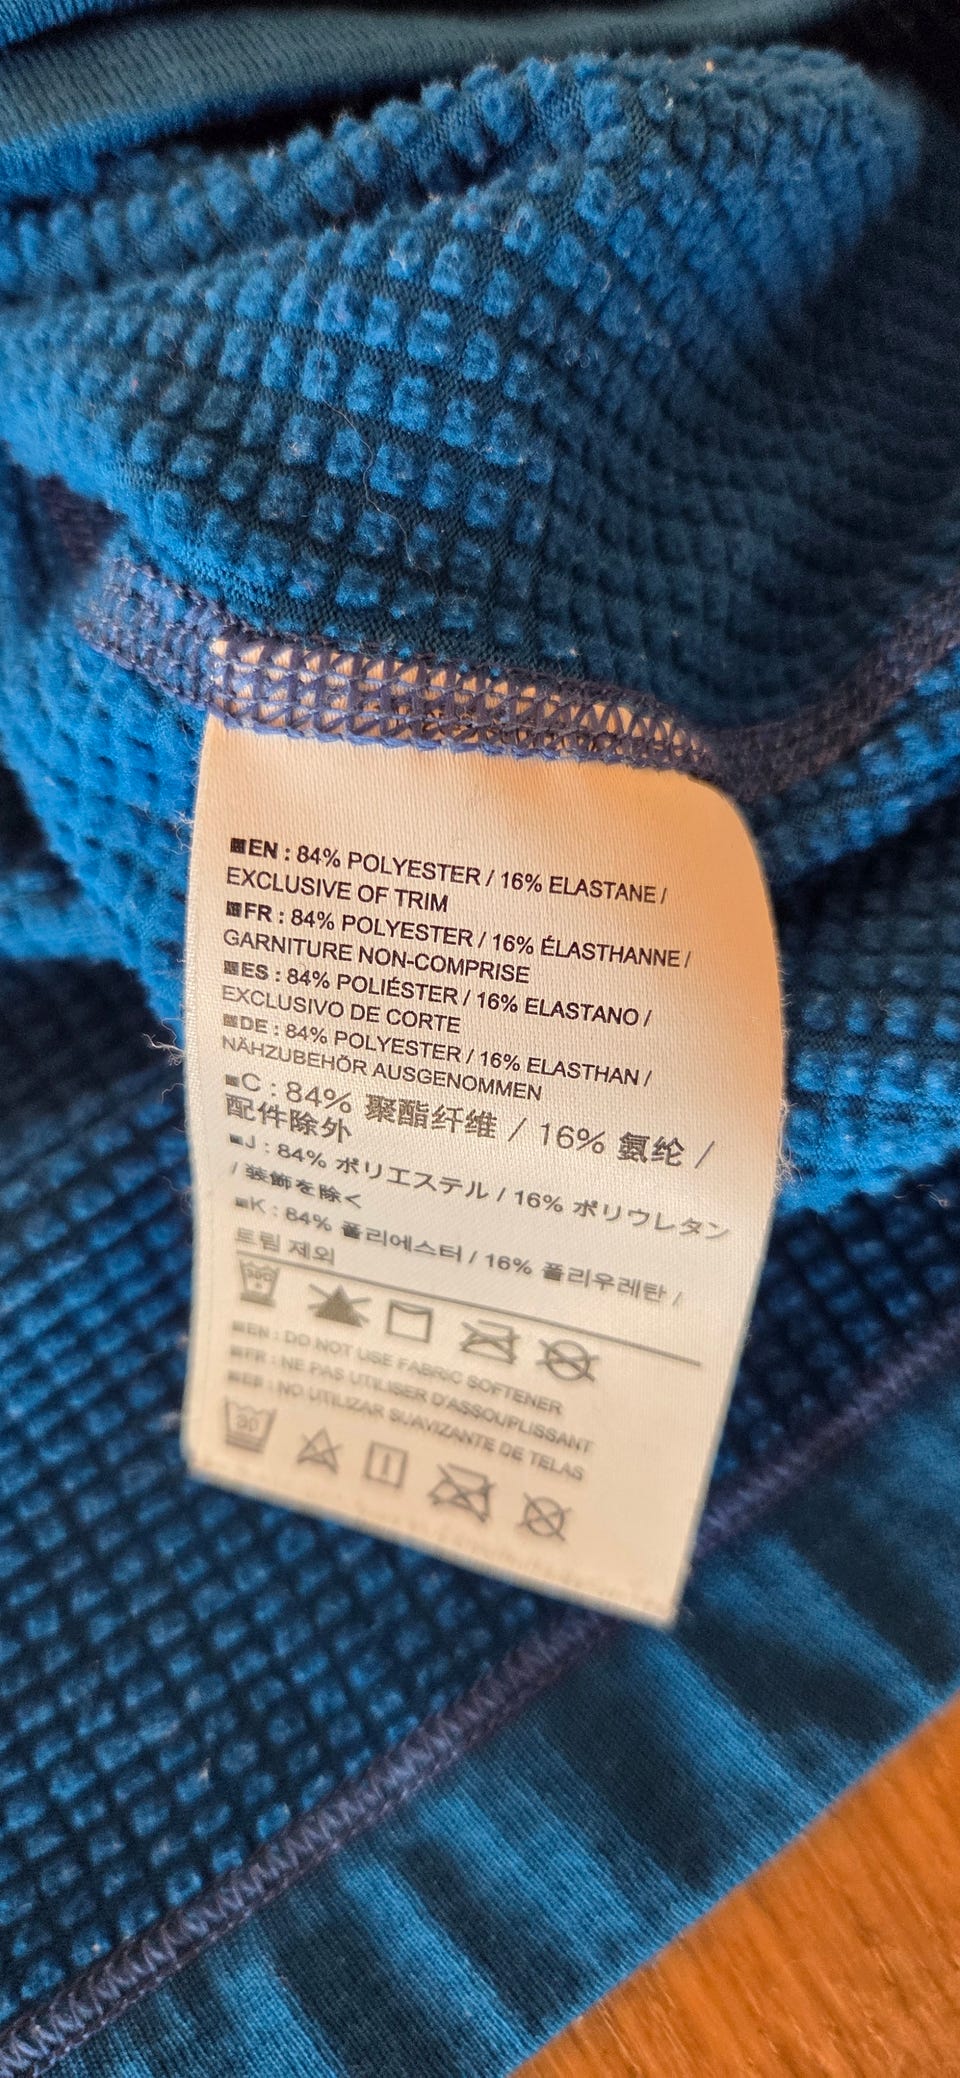 EN : 84% POLYESTER / 16% ELASTANE /
EXCLUSIVE OF TRIM
FR : 84% POLYESTER / 16% ÉLASTHANNE /
GARNITURE NON-COMPRISE
ES : 84% POLIÉSTER / 16% ELASTANO /
EXCLUSIVO DE CORTE
DE : 84% POLYESTER / 16% ELASTHAN /
NÄHZUBEHÖR AUSGENOMMEN
C : 84% 聚酯纤维 / 16% 氨纶 /
配件除外
J : 84% ポリエステル / 16% ポリウレタン
/ 装飾を除く
K : 84% 폴리에스터 / 16% 폴리우레탄 /
트림 제외
EN : DO NOT USE FABRIC SOFTENER
FR : NE PAS UTILISER D'ASSOUPLISSANT
ES : NO UTILIZAR SUAVIZANTE DE TELAS
30